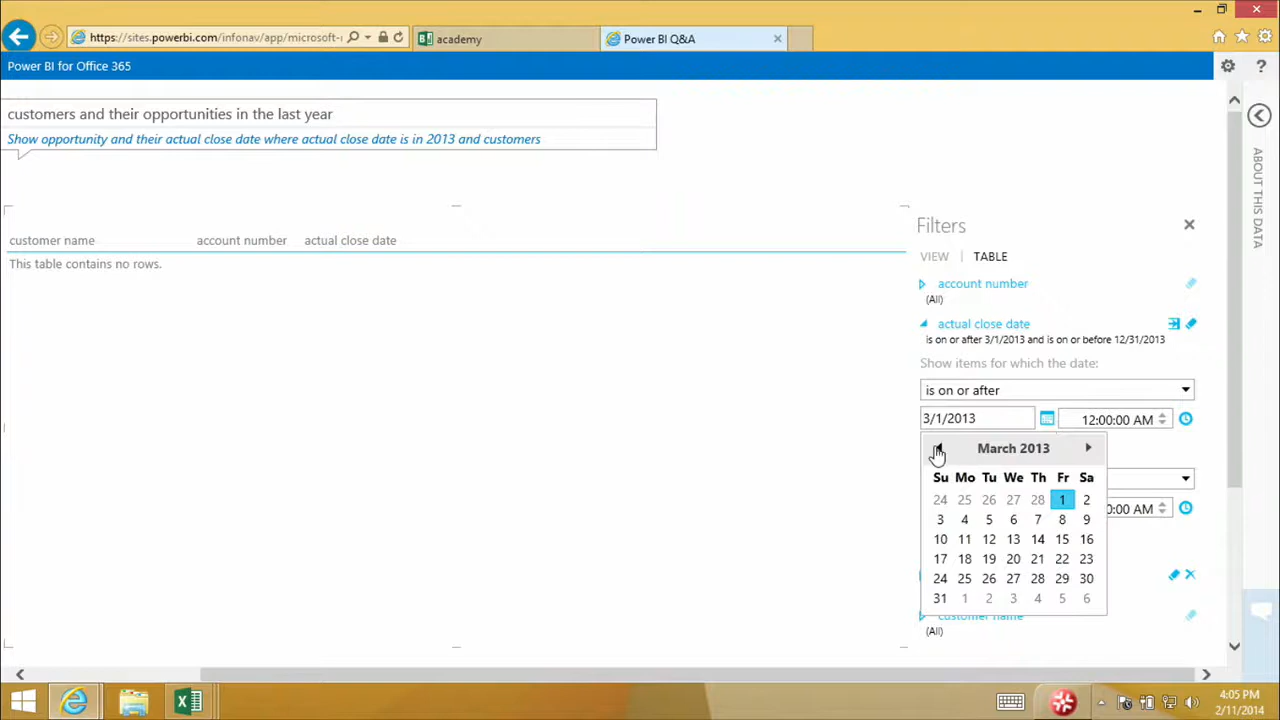 https://sites.powerbi.com/infonav/app/microsoft-
academy
Power BI Q&A
Power BI for Office 365
customers and their opportunities in the last year
Show opportunity and their actual close date where actual close date is in 2013 and customers
ABOUT THIS DATA
customer name account number actual close date
This table contains no rows.
Filters
VIEW | TABLE
account number
(All)
actual close date
is on or after 3/1/2013 and is on or before 12/31/2013
Show items for which the date:
is on or after
3/1/2013 12:00:00 AM
March 2013
Su Mo Tu We Th Fr Sa
24 25 26 27 28 1 2
3 4 5 6 7 8 9
10 11 12 13 14 15 16
17 18 19 20 21 22 23
24 25 26 27 28 29 30
31 1 2 3 4 5 6
0:00 AM
customer name
(All)
4:05 PM
2/11/2014